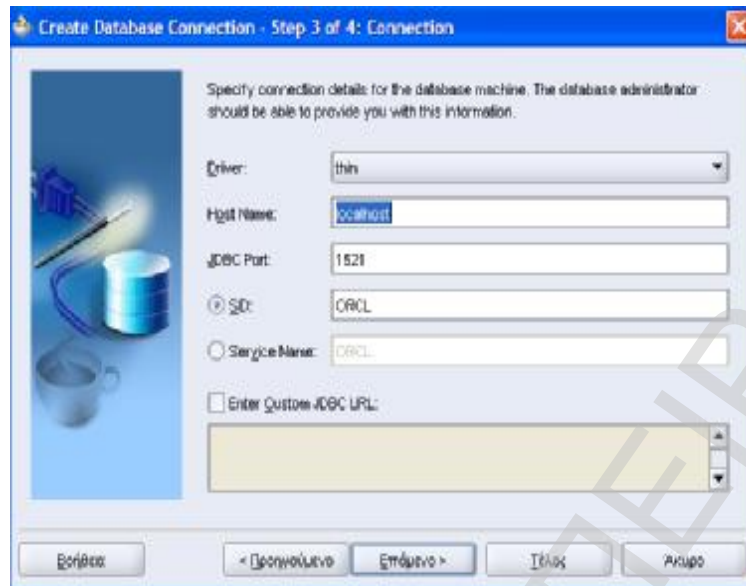 Create Database Connection - Step 3 of 4: Connection
Specify connection details for the database machine. The database administrator
should be able to provide you with this information.
Driver: thin
Host Name: localhost
JDBC Port: 1521
SID: ORCL
Service Name: ORCL
Enter Custom JDBC URL:
Βοήθεια < Προηγούμενο Επόμενο > Τέλος Άκυρο